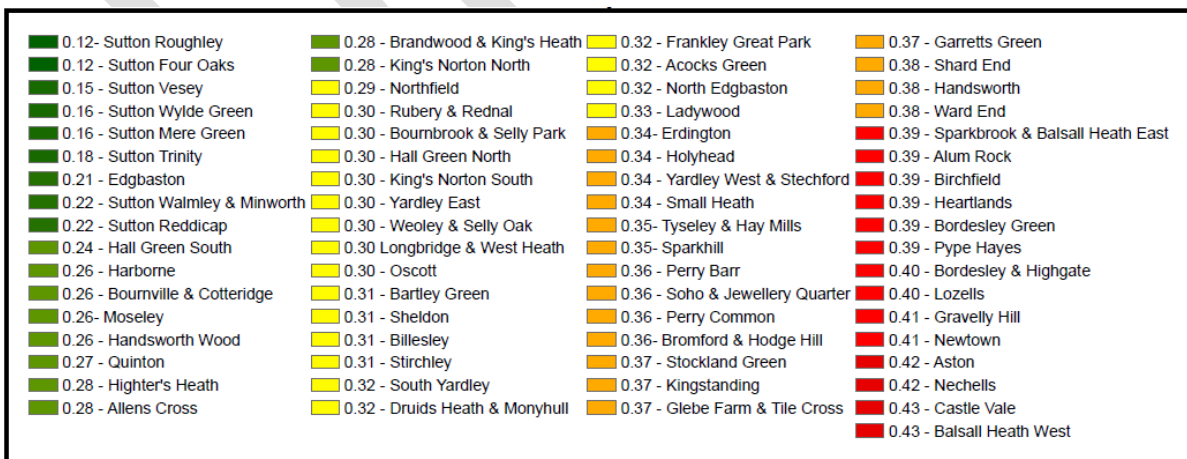 0.12- Sutton Roughley
0.12 - Sutton Four Oaks
0.15 - Sutton Vesey
0.16 - Sutton Wylde Green
0.16 - Sutton Mere Green
0.18 - Sutton Trinity
0.21 - Edgbaston
0.22 - Sutton Walmley & Minworth
0.22 - Sutton Reddicap
0.24 - Hall Green South
0.26 - Harborne
0.26 - Bournville & Cotteridge
0.26- Moseley
0.26 - Handsworth Wood
0.27 - Quinton
0.28 - Highter's Heath
0.28 - Allens Cross
0.28 - Brandwood & King's Heath
0.28 - King's Norton North
0.29 - Northfield
0.30 - Rubery & Rednal
0.30 - Bournbrook & Selly Park
0.30 - Hall Green North
0.30 - King's Norton South
0.30 - Yardley East
0.30 - Weoley & Selly Oak
0.30 Longbridge & West Heath
0.30 - Oscott
0.31 - Bartley Green
0.31 - Sheldon
0.31 - Billesley
0.31 - Stirchley
0.32 - South Yardley
0.32 - Druids Heath & Monyhull
0.32 - Frankley Great Park
0.32 - Acocks Green
0.32 - North Edgbaston
0.33 - Ladywood
0.34- Erdington
0.34 - Holyhead
0.34 - Yardley West & Stechford
0.34 - Small Heath
0.35- Tyseley & Hay Mills
0.35- Sparkhill
0.36 - Perry Barr
0.36 - Soho & Jewellery Quarter
0.36 - Perry Common
0.36- Bromford & Hodge Hill
0.37 - Stockland Green
0.37 - Kingstanding
0.37 - Glebe Farm & Tile Cross
0.37 - Garretts Green
0.38 - Shard End
0.38 - Handsworth
0.38 - Ward End
0.39 - Sparkbrook & Balsall Heath East
0.39 - Alum Rock
0.39 - Birchfield
0.39 - Heartlands
0.39 - Bordesley Green
0.39 - Pype Hayes
0.40 - Bordesley & Highgate
0.40 - Lozells
0.41 - Gravelly Hill
0.41 - Newtown
0.42 - Aston
0.42 - Nechells
0.43 - Castle Vale
0.43 - Balsall Heath West